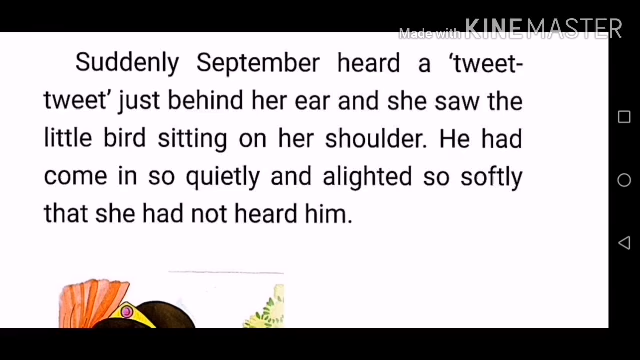 Made with KINEMASTER
Suddenly September heard a ‘tweet-
tweet’ just behind her ear and she saw the
little bird sitting on her shoulder. He had
come in so quietly and alighted so softly
that she had not heard him.